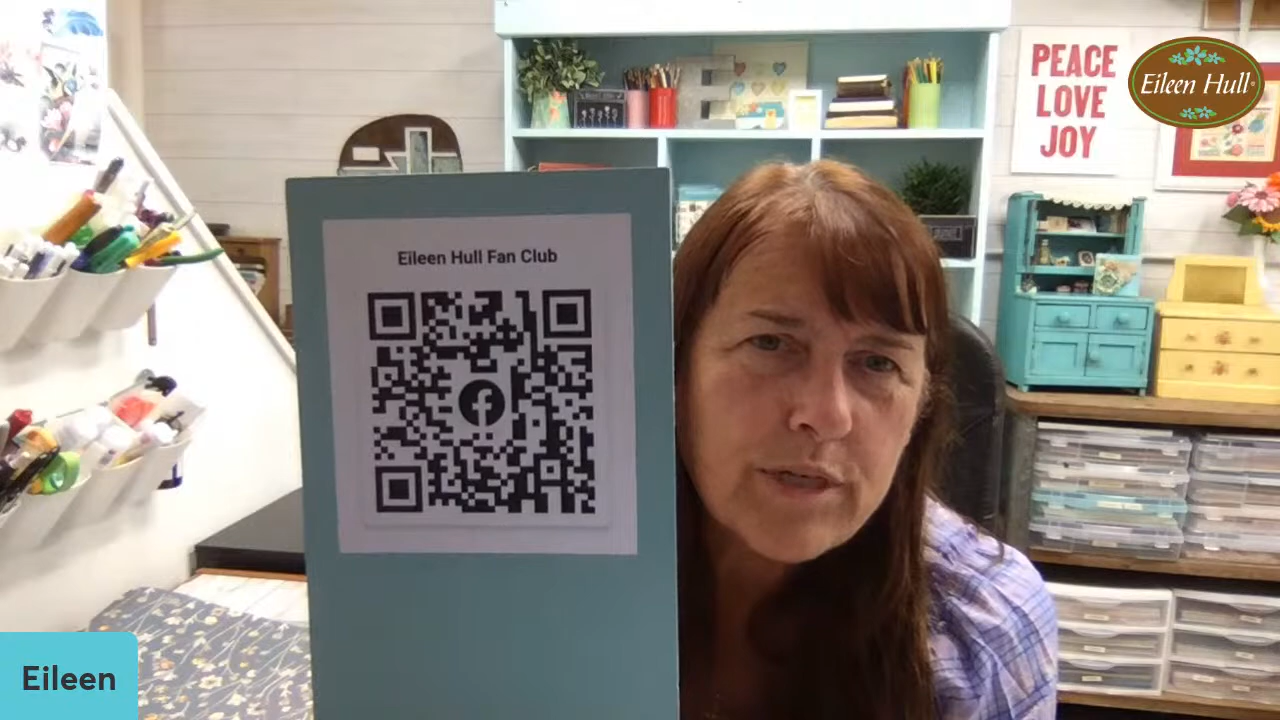 PEACE
LOVE
JOY
Eileen Hull
Eileen Hull Fan Club
E
Eileen